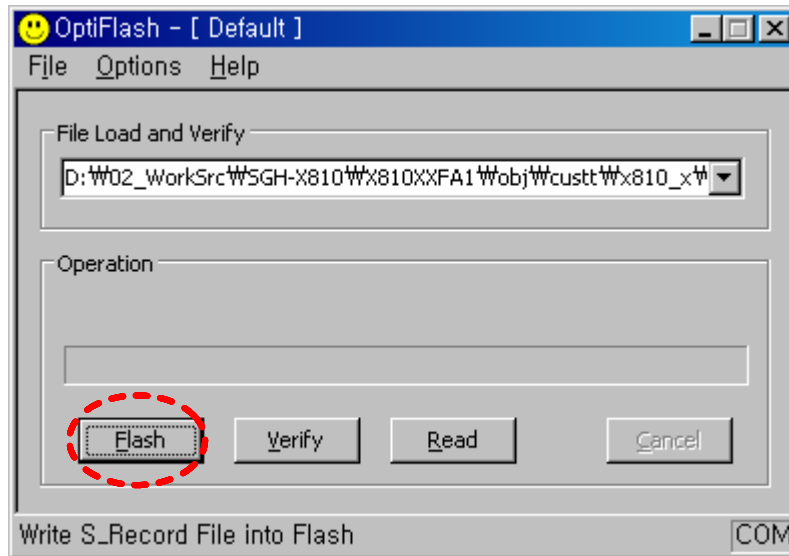 OptiFlash - [ Default ]
File Options Help
File Load and Verify
D:₩02_WorkSrc₩SGH-X810₩X810XXFA1₩obj₩custt₩x810_x₩
Operation
Flash Verify Read Cancel
Write S_Record File into Flash COM